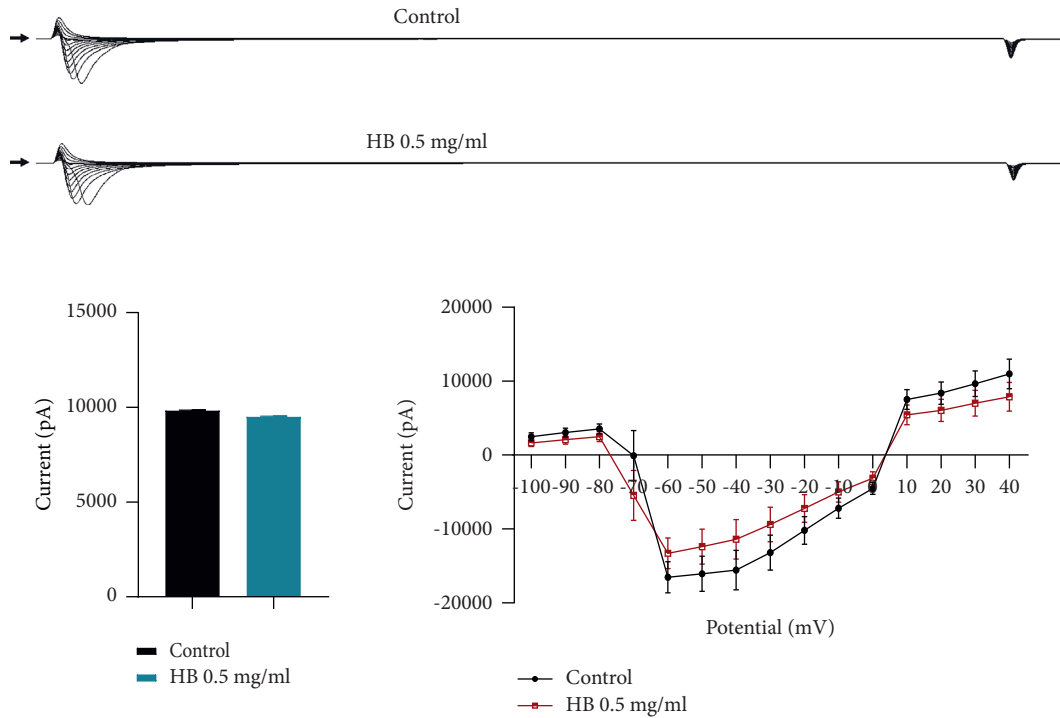 Control
HB 0.5 mg/ml
15000
10000
5000
0
Current (pA)
Control
HB 0.5 mg/ml
20000
10000
0
-10000
-20000
Current (pA)
-100 -90 -80 -70 -60 -50 -40 -30 -20 -10 0 10 20 30 40
Potential (mV)
Control
HB 0.5 mg/ml